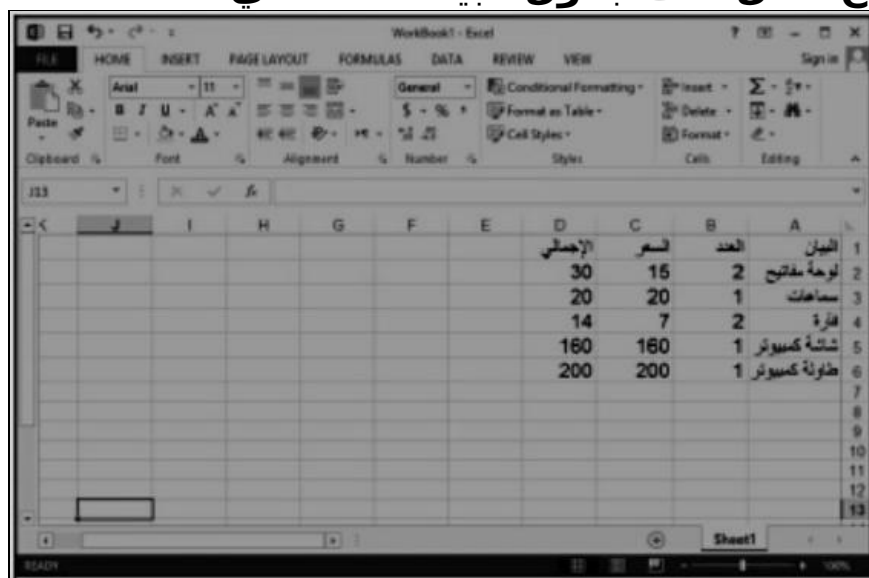 WorkBook1 - Excel
FILE HOME INSERT PAGE LAYOUT FORMULAS DATA REVIEW VIEW Sign in
Arial 11 General Conditional Formatting Insert
Paste B I U $ % Format as Table Delete
Cell Styles Format
Clipboard Font Alignment Number Styles Cells Editing
J13 fx
A B C D E F G H I J
1 البيان العدد السعر الإجمالي
2 لوحة مفاتيح 2 15 30
3 سماعات 1 20 20
4 فارة 2 7 14
5 شاشة كمبيوتر 1 160 160
6 طاولة كمبيوتر 1 200 200
7
8
9
10
11
12
13
Sheet1
READY 100%